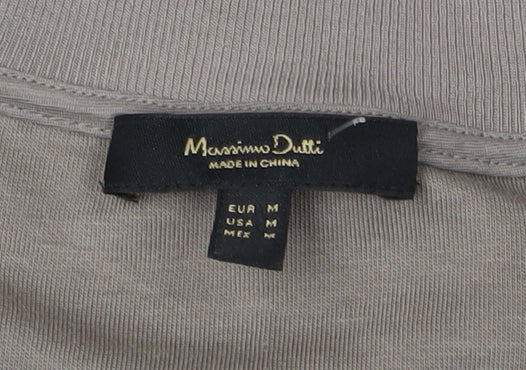 Massimo Dutti
MADE IN CHINA
EUR M
USA M
MEX M